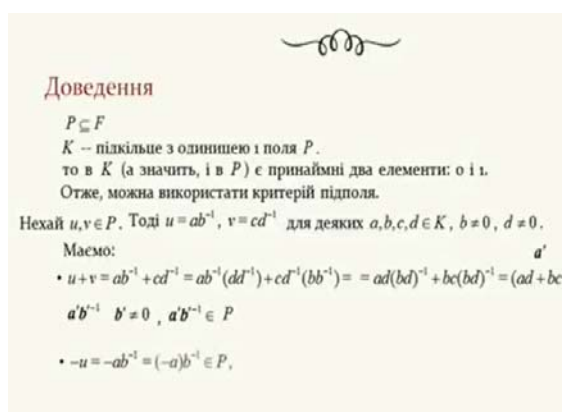 Доведення
P ⊆ F
K – підкільце з одиницею 1 поля P .
то в K (а значить, і в P) є принаймні два елементи: 0 і 1.
Отже, можна використати критерій підполя.
Нехай u,v ∈ P. Тоді u = ab⁻¹ , v = cd⁻¹ для деяких a,b,c,d ∈ K , b ≠ 0 , d ≠ 0 .
Маємо:
a'
• u+v = ab⁻¹ + cd⁻¹ = ab⁻¹(dd⁻¹)+cd⁻¹(bb⁻¹)= = ad(bd)⁻¹ + bc(bd)⁻¹ = (ad + bc
a'b'⁻¹ b' ≠ 0 , a'b'⁻¹ ∈ P
• −u = −ab⁻¹ = (−a)b⁻¹ ∈ P,